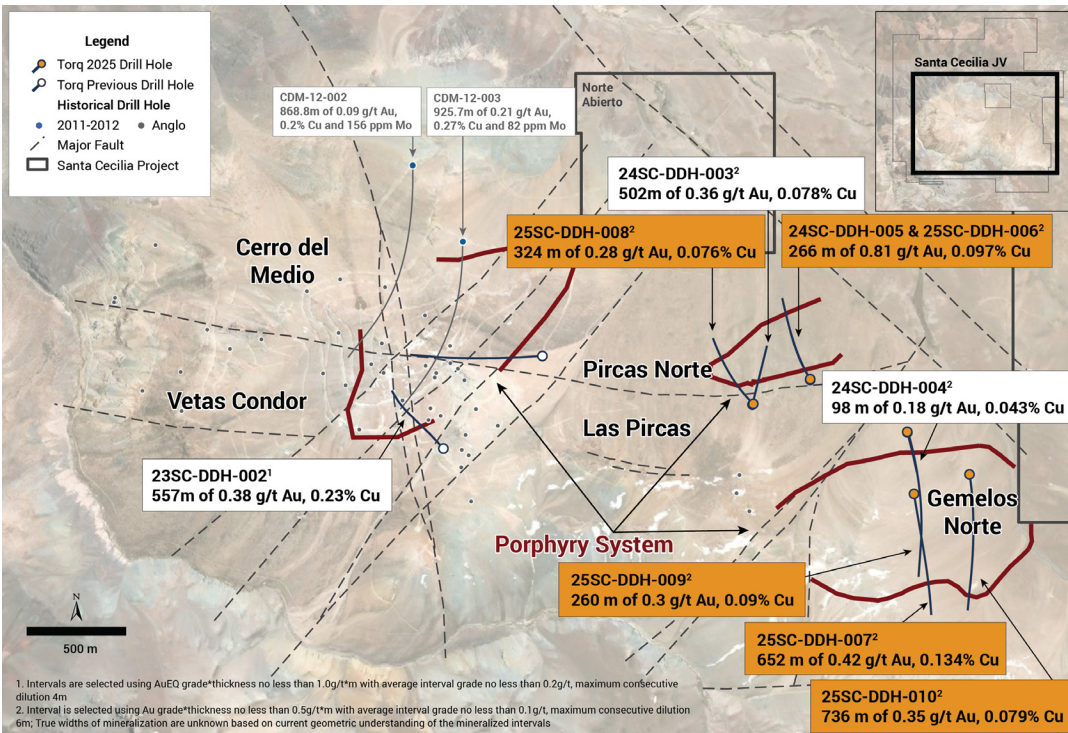 Legend
Torq 2025 Drill Hole
Torq Previous Drill Hole
Historical Drill Hole
2011-2012
Anglo
Major Fault
Santa Cecilia Project
CDM-12-002
868.8m of 0.09 g/t Au,
0.2% Cu and 156 ppm Mo
CDM-12-003
925.7m of 0.21 g/t Au,
0.27% Cu and 82 ppm Mo
Norte
Abierto
Santa Cecilia JV
24SC-DDH-003²
502m of 0.36 g/t Au, 0.078% Cu
25SC-DDH-008²
324 m of 0.28 g/t Au, 0.076% Cu
24SC-DDH-005 & 25SC-DDH-006²
266 m of 0.81 g/t Au, 0.097% Cu
Cerro del
Medio
Pircas Norte
Vetas Condor
Las Pircas
24SC-DDH-004²
98 m of 0.18 g/t Au, 0.043% Cu
23SC-DDH-002¹
557m of 0.38 g/t Au, 0.23% Cu
Gemelos
Norte
Porphyry System
25SC-DDH-009²
260 m of 0.3 g/t Au, 0.09% Cu
25SC-DDH-007²
652 m of 0.42 g/t Au, 0.134% Cu
25SC-DDH-010²
736 m of 0.35 g/t Au, 0.079% Cu
N
500 m
1. Intervals are selected using AuEQ grade*thickness no less than 1.0g/t*m with average interval grade no less than 0.2g/t, maximum consecutive
dilution 4m
2. Interval is selected using Au grade*thickness no less than 0.5g/t*m with average interval grade no less than 0.1g/t, maximum consecutive dilution
6m; True widths of mineralization are unknown based on current geometric understanding of the mineralized intervals